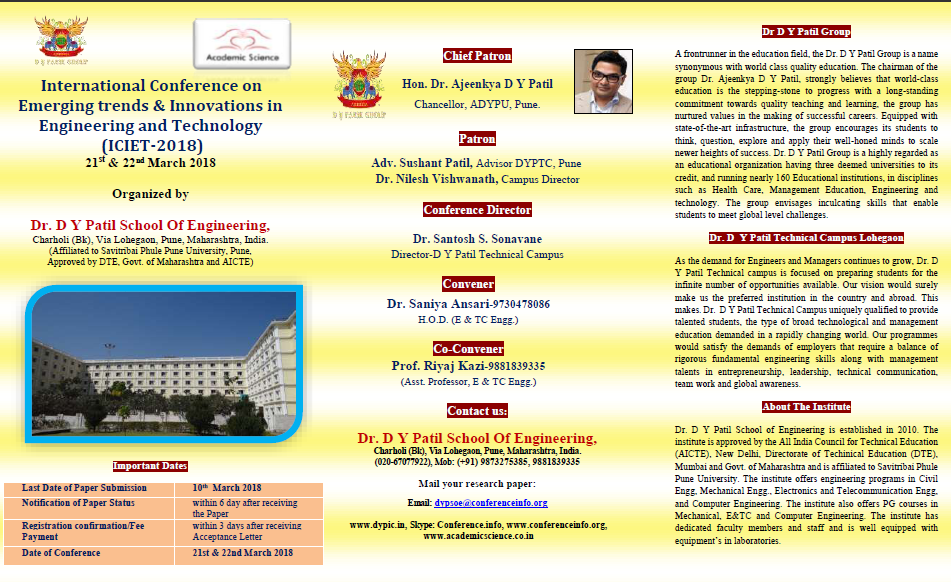 D Y PATIL GROUP
Academic Science
International Conference on
Emerging trends & Innovations in
Engineering and Technology
(ICIET-2018)
21st & 22nd March 2018
Organized by
Dr. D Y Patil School Of Engineering,
Charholi (Bk), Via Lohegaon, Pune, Maharashtra, India.
(Affiliated to Savitribai Phule Pune University, Pune,
Approved by DTE, Govt. of Maharashtra and AICTE)
Important Dates
Last Date of Paper Submission 10th March 2018
Notification of Paper Status within 6 day after receiving
the Paper
Registration confirmation/Fee within 3 days after receiving
Payment Acceptance Letter
Date of Conference 21st & 22nd March 2018
D Y PATIL GROUP
Chief Patron
Hon. Dr. Ajeenkya D Y Patil
Chancellor, ADYPU, Pune.
Patron
Adv. Sushant Patil, Advisor DYPTC, Pune
Dr. Nilesh Vishwanath, Campus Director
Conference Director
Dr. Santosh S. Sonavane
Director-D Y Patil Technical Campus
Convener
Dr. Saniya Ansari-9730478086
H.O.D. (E & TC Engg.)
Co-Convener
Prof. Riyaj Kazi-9881839335
(Asst. Professor, E & TC Engg.)
Contact us:
Dr. D Y Patil School Of Engineering,
Charholi (Bk), Via Lohegaon, Pune, Maharashtra, India.
(020-67077922), Mob: (+91) 9873275385, 9881839335
Mail your research paper:
Email: dypsoe@conferenceinfo.org
www.dypic.in, Skype: Conference.info, www.conferenceinfo.org,
www.academicscience.co.in
Dr D Y Patil Group
A frontrunner in the education field, the Dr. D Y Patil Group is a name
synonymous with world class quality education. The chairman of the
group Dr. Ajeenkya D Y Patil, strongly believes that world-class
education is the stepping-stone to progress with a long-standing
commitment towards quality teaching and learning, the group has
nurtured values in the making of successful careers. Equipped with
state-of-the-art infrastructure, the group encourages its students to
think, question, explore and apply their well-honed minds to scale
newer heights of success. Dr. D Y Patil Group is a highly regarded as
an educational organization having three deemed universities to its
credit, and running nearly 160 Educational institutions, in disciplines
such as Health Care, Management Education, Engineering and
technology. The group envisages inculcating skills that enable
students to meet global level challenges.
Dr. D Y Patil Technical Campus Lohegaon
As the demand for Engineers and Managers continues to grow, Dr. D
Y Patil Technical campus is focused on preparing students for the
infinite number of opportunities available. Our vision would surely
make us the preferred institution in the country and abroad. This
makes. Dr. D Y Patil Technical Campus uniquely qualified to provide
talented students, the type of broad technological and management
education demanded in a rapidly changing world. Our programmes
would satisfy the demands of employers that require a balance of
rigorous fundamental engineering skills along with management
talents in entrepreneurship, leadership, technical communication,
team work and global awareness.
About The Institute
Dr. D Y Patil School of Engineering is established in 2010. The
institute is approved by the All India Council for Technical Education
(AICTE), New Delhi, Directorate of Techinical Education (DTE),
Mumbai and Govt. of Maharashtra and is affiliated to Savitribai Phule
Pune University. The institute offers engineering programs in Civil
Engg, Mechanical Engg., Electronics and Telecommunication Engg,
and Computer Engineering. The institute also offers PG courses in
Mechanical, E&TC and Computer Engineering. The institute has
dedicated faculty members and staff and is well equipped with
equipment's in laboratories.